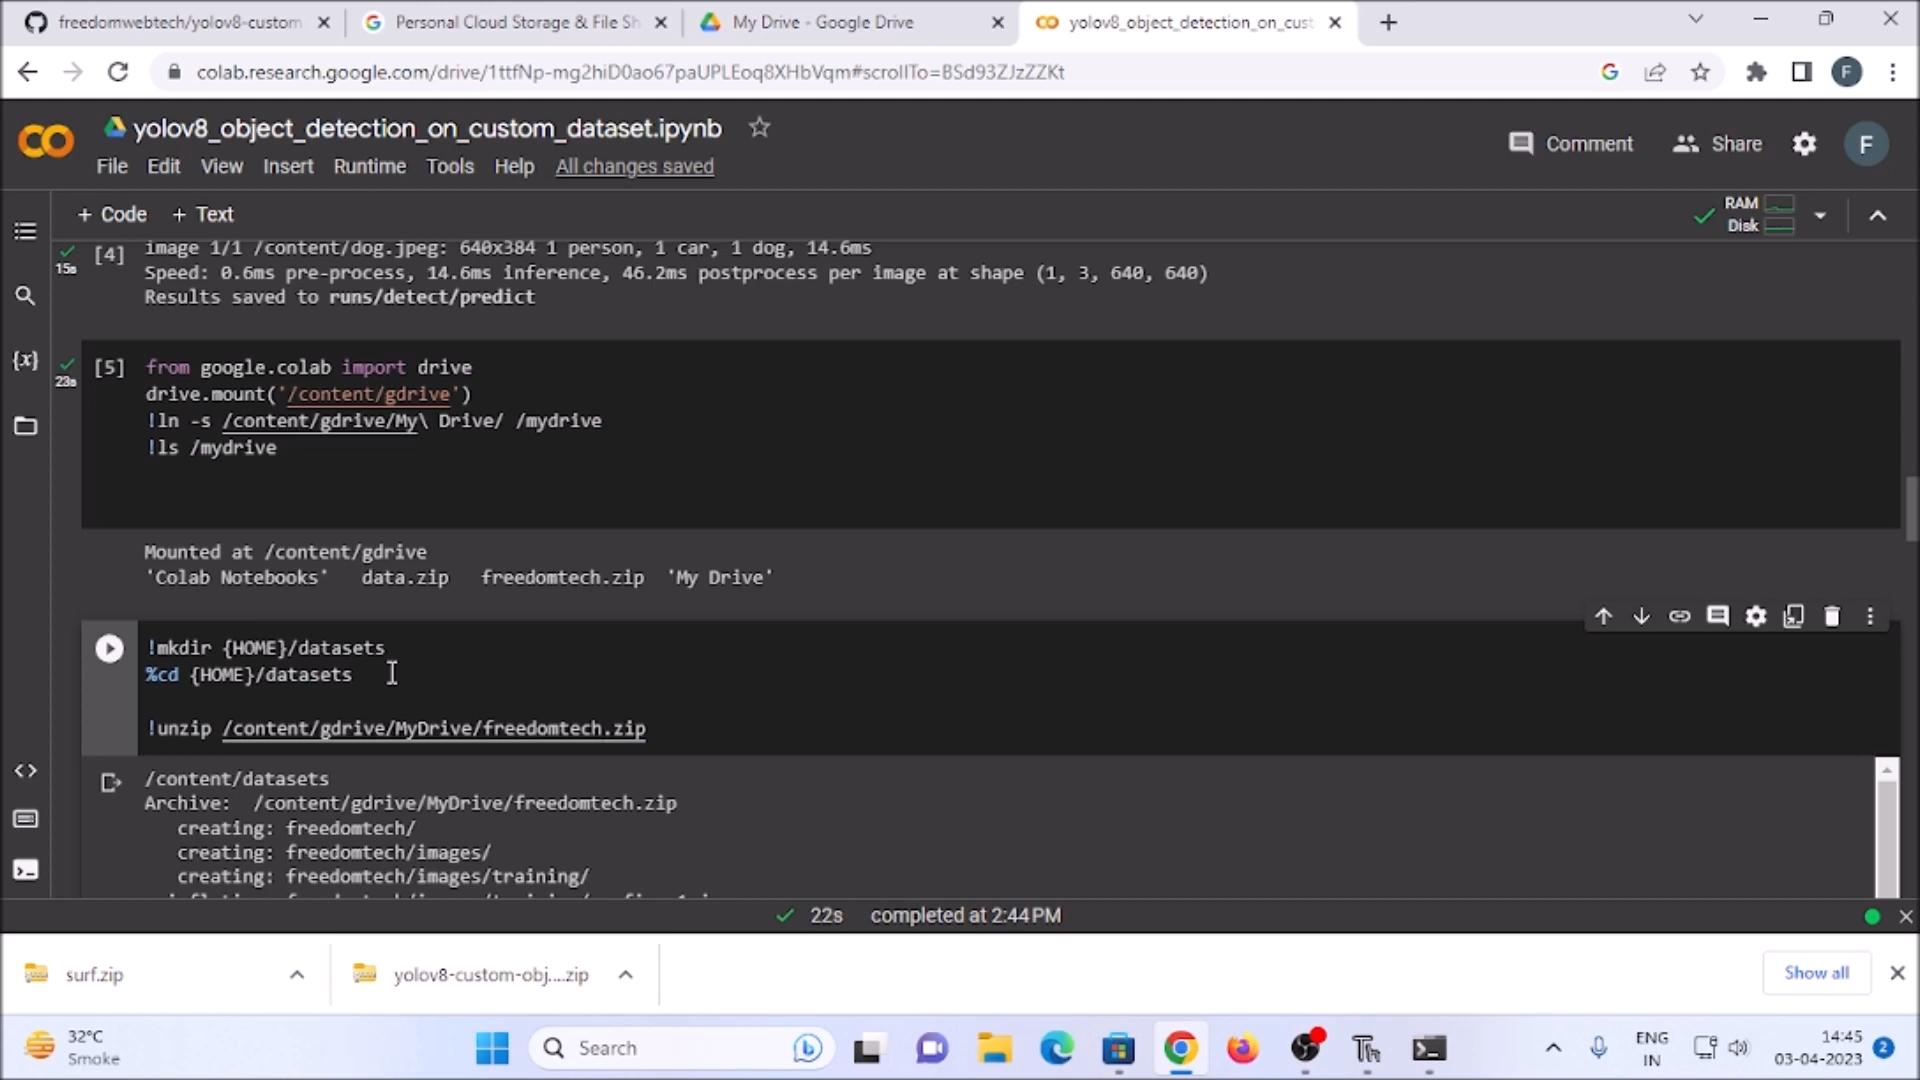 freedomwebtech/yolov8-custom
Personal Cloud Storage & File Sh
My Drive - Google Drive
yolov8_object_detection_on_cust
colab.research.google.com/drive/1ttfNp-mg2hiD0ao67paUPLEoq8XHbVqm#scrollTo=BSd93ZJzZZKt
F
yolov8_object_detection_on_custom_dataset.ipynb
Comment
Share
F
File Edit View Insert Runtime Tools Help All changes saved
+ Code + Text
RAM
Disk
[4] image 1/1 /content/dog.jpeg: 640x384 1 person, 1 car, 1 dog, 14.6ms
15s
Speed: 0.6ms pre-process, 14.6ms inference, 46.2ms postprocess per image at shape (1, 3, 640, 640)
Results saved to runs/detect/predict
{x}
[5] from google.colab import drive
23s
drive.mount('/content/gdrive')
!ln -s /content/gdrive/My\ Drive/ /mydrive
!ls /mydrive
Mounted at /content/gdrive
'Colab Notebooks' data.zip freedomtech.zip 'My Drive'
!mkdir {HOME}/datasets
%cd {HOME}/datasets
!unzip /content/gdrive/MyDrive/freedomtech.zip
/content/datasets
Archive: /content/gdrive/MyDrive/freedomtech.zip
creating: freedomtech/
creating: freedomtech/images/
creating: freedomtech/images/training/
22s completed at 2:44 PM
surf.zip
yolov8-custom-obj....zip
Show all
32°C
Smoke
Search
ENG
IN
14:45
03-04-2023
2